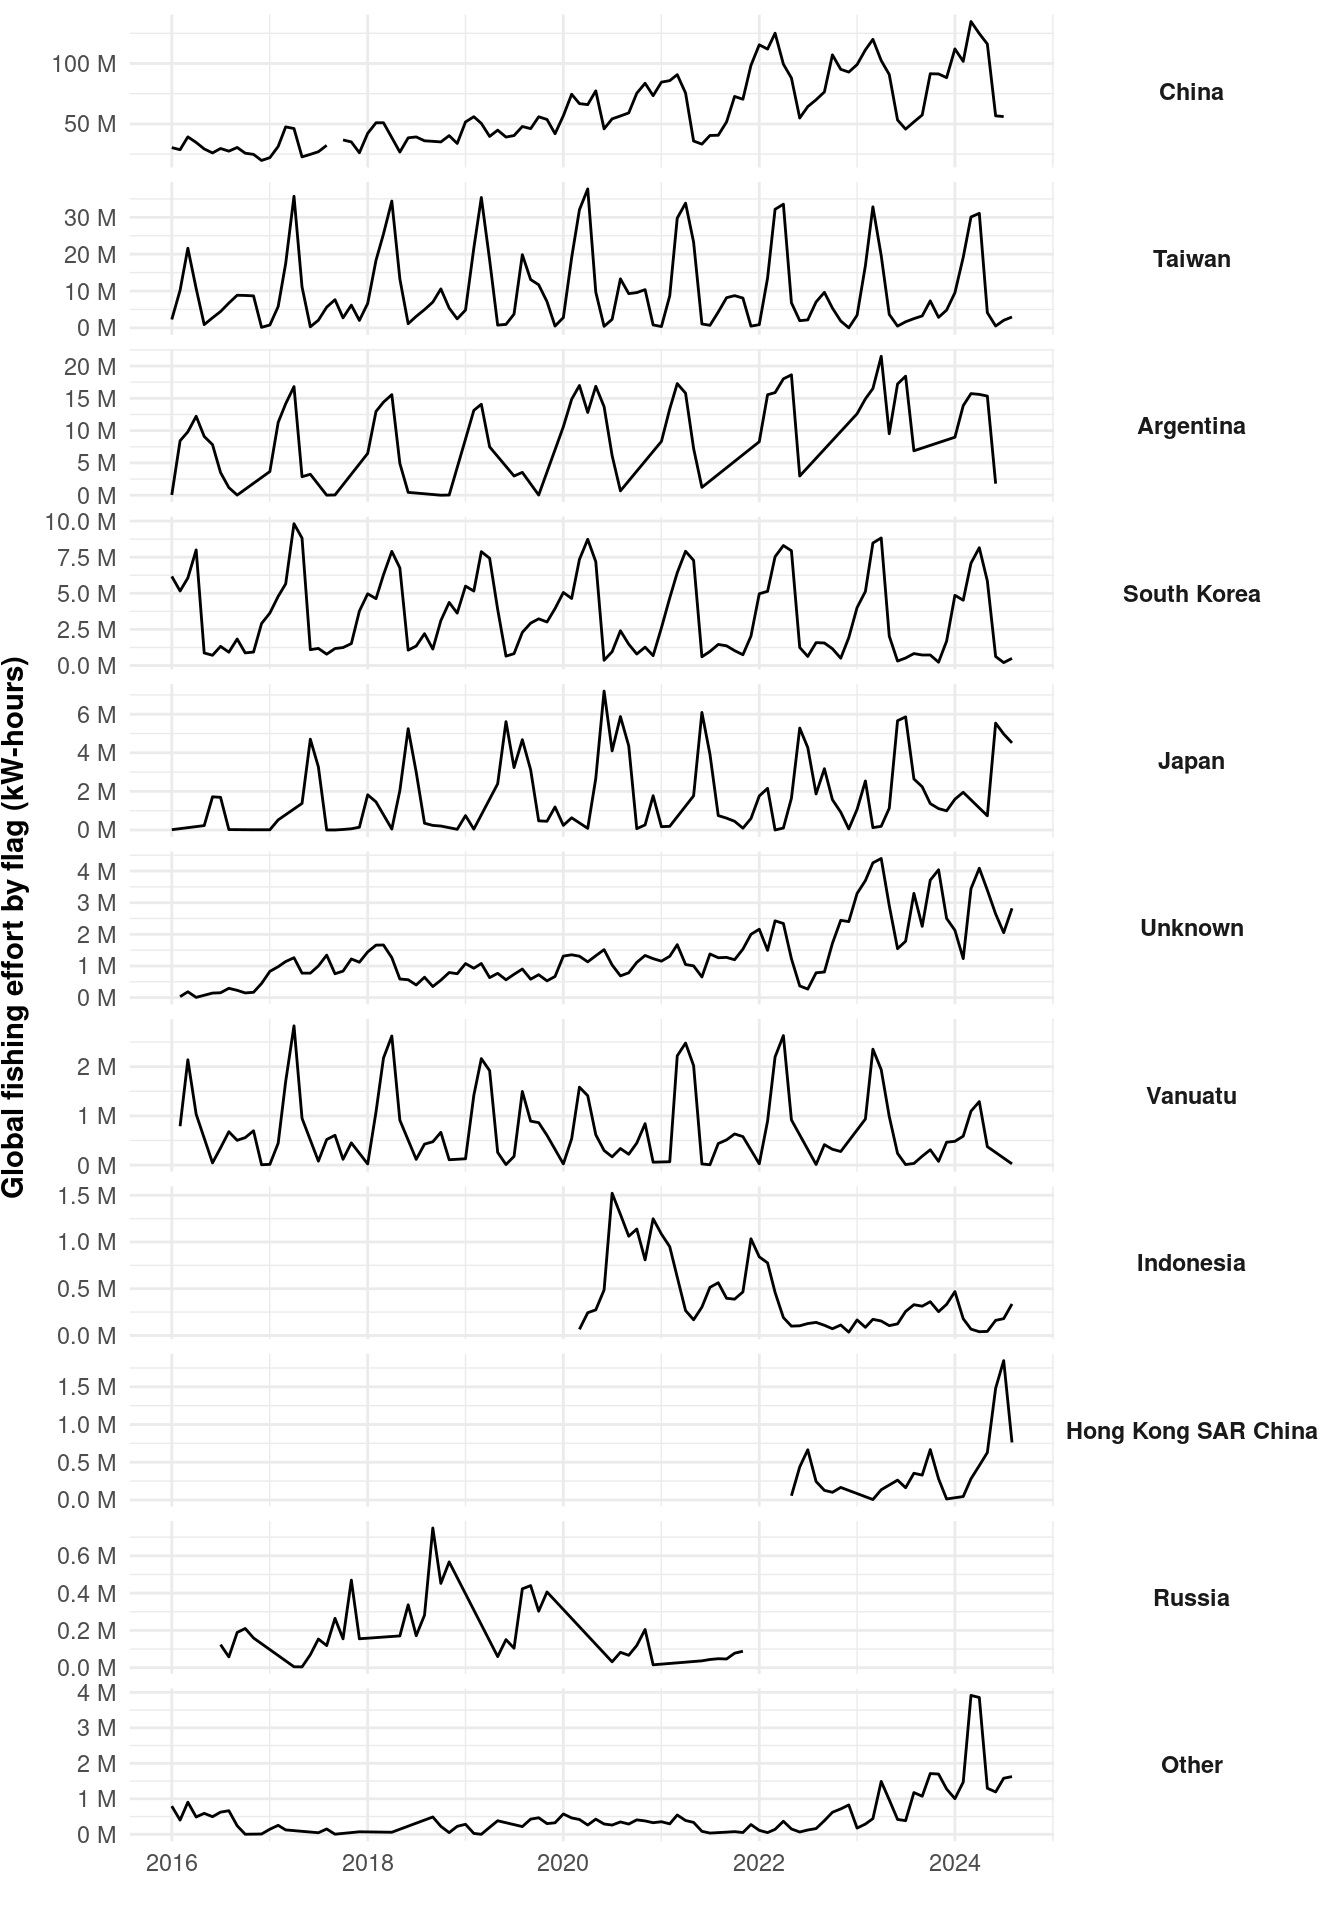 Global fishing effort by flag (kW-hours)
100 M
50 M
China
30 M
20 M
10 M
0 M
Taiwan
20 M
15 M
10 M
5 M
0 M
Argentina
10.0 M
7.5 M
5.0 M
2.5 M
0.0 M
South Korea
6 M
4 M
2 M
0 M
Japan
4 M
3 M
2 M
1 M
0 M
Unknown
2 M
1 M
0 M
Vanuatu
1.5 M
1.0 M
0.5 M
0.0 M
Indonesia
1.5 M
1.0 M
0.5 M
0.0 M
Hong Kong SAR China
0.6 M
0.4 M
0.2 M
0.0 M
Russia
4 M
3 M
2 M
1 M
0 M
Other
2016 2018 2020 2022 2024